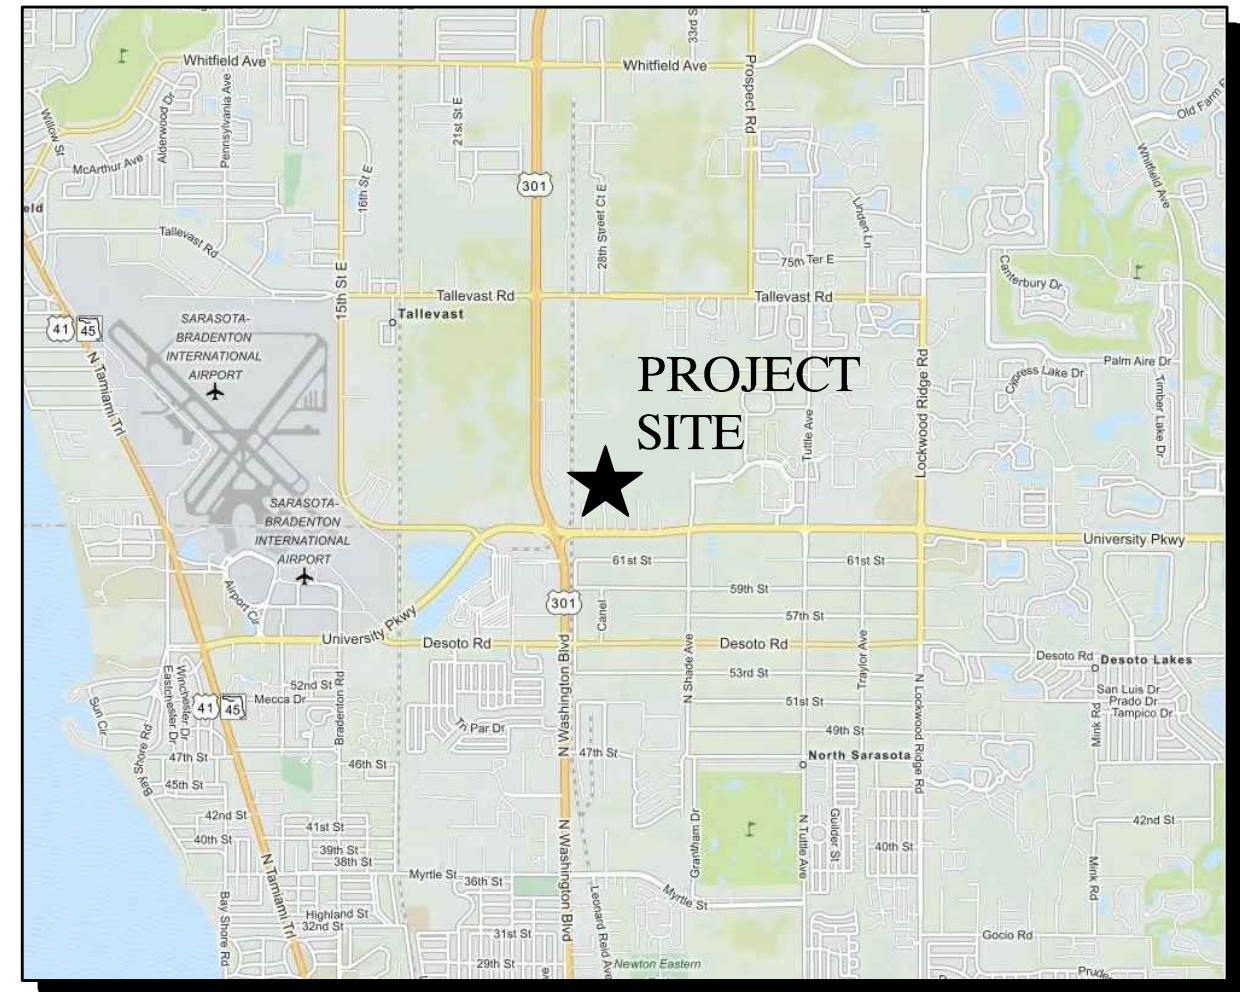 33rd S
Whitfield Ave
Whitfield Ave
Prospect Rd
Old Farm
Willow St
Alderwood Dr
Pennsylvania Ave
21st St E
McArthur Ave
Whitfield Ave
16th St E
301
28th Street Ct E
Linden Ln
eld
Tallevast Rd
75th Ter E
Canterbury Dr
15th St E
Tallevast Rd
Tallevast Rd
Tallevast
41
45
SARASOTA-
BRADENTON
INTERNATIONAL
AIRPORT
N Tamiami Trl
PROJECT
SITE
Palm Aire Dr
Cypress Lake Dr
Timber Lake Dr
Lockwood Ridge Rd
Tuttle Ave
SARASOTA-
BRADENTON
INTERNATIONAL
AIRPORT
University Pkwy
61st St
61st St
59th St
Airport Cir
301
Canel
57th St
University Pkwy
Desoto Rd
Desoto Rd
N Washington Blvd
N Shade Ave
Traylor Ave
Desoto Rd
Desoto Lakes
53rd St
Winchester Dr
Eastchester Dr
52nd St
Bradenton Rd
Mecca Dr
41
45
51st St
San Luis Dr
Prado Dr
Tampico Dr
Mink Rd
N Lockwood Ridge Rd
Sun Cir
Bay Shore Rd
Tri Par Dr
49th St
47th St
47th St
46th St
North Sarasota
45th St
42nd St
41st St
40th St
39th St
38th St
N Washington Blvd
Grantham Dr
N Tuttle Ave
Guilder St
40th St
42nd St
N Tamiami Trl
Myrtle St
36th St
Myrtle St
Mink Rd
Bay Shore Rd
Highland St
32nd St
31st St
Leonard Reid Ave
Gocio Rd
29th St
Newton Eastern
Prude